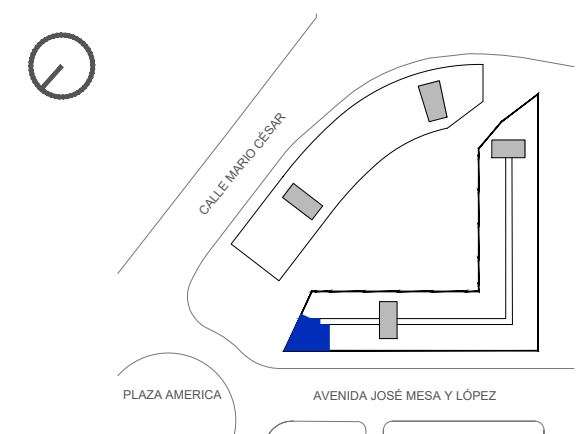 CALLE MARIO CÉSAR
PLAZA AMERICA
AVENIDA JOSÉ MESA Y LÓPEZ